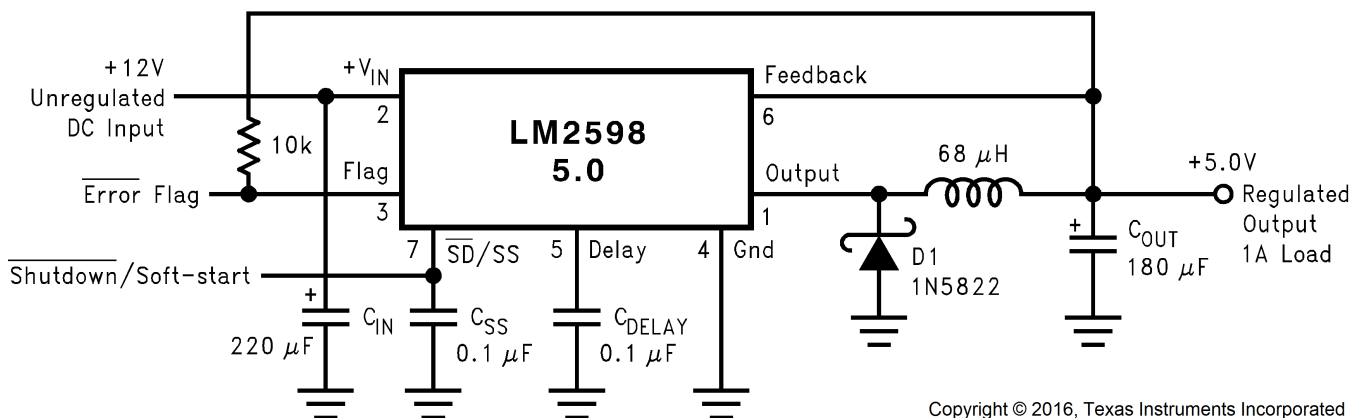 +12V
Unregulated
DC Input
+VIN
2
LM2598
5.0
Feedback
6
10k
Error Flag
Flag
3
Output
1
68 μH
+5.0V
Regulated
Output
1A Load
7
SD/SS
5
Delay
4
Gnd
D1
1N5822
+
COUT
180 μF
Shutdown/Soft-start
+
CIN
220 μF
CSS
0.1 μF
CDELAY
0.1 μF
Copyright © 2016, Texas Instruments Incorporated